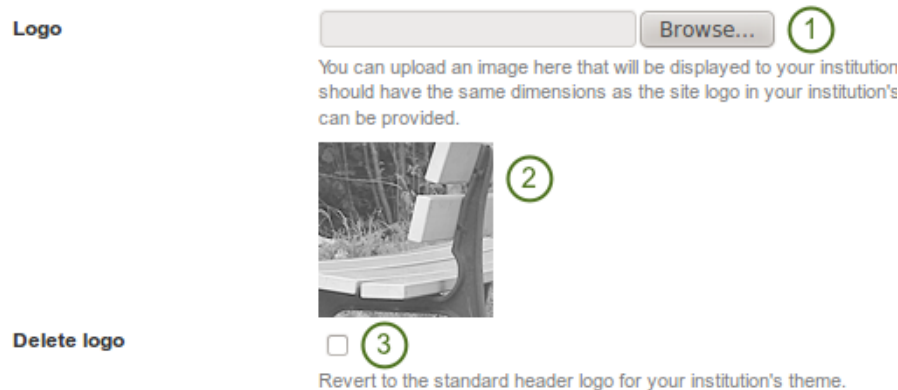 Logo
Browse... 1
You can upload an image here that will be displayed to your institution
should have the same dimensions as the site logo in your institution's
can be provided.
2
Delete logo
3
Revert to the standard header logo for your institution's theme.